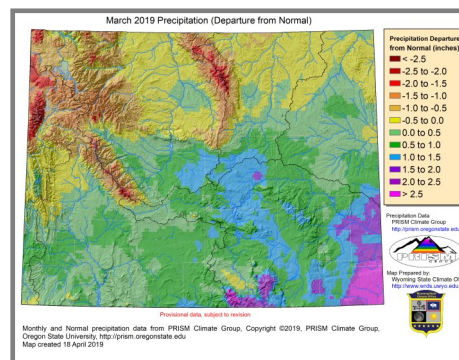 March 2019 Precipitation (Departure from Normal)
Precipitation Departure
from Normal (inches)
< -2.5
-2.5 to -2.0
-2.0 to -1.5
-1.5 to -1.0
-1.0 to -0.5
-0.5 to 0.0
0.0 to 0.5
0.5 to 1.0
1.0 to 1.5
1.5 to 2.0
2.0 to 2.5
> 2.5
Precipitation Data
PRISM Climate Group
http://prism.oregonstate.edu
PRISM
GROUP
Map Prepared by:
Wyoming State Climate Of
http://www.wrds.uwyo.edu
Provisional data, subject to revision
Monthly and Normal precipitation data from PRISM Climate Group, Copyright ©2019, PRISM Climate Group,
Oregon State University, http://prism.oregonstate.edu
Map created 18 April 2019